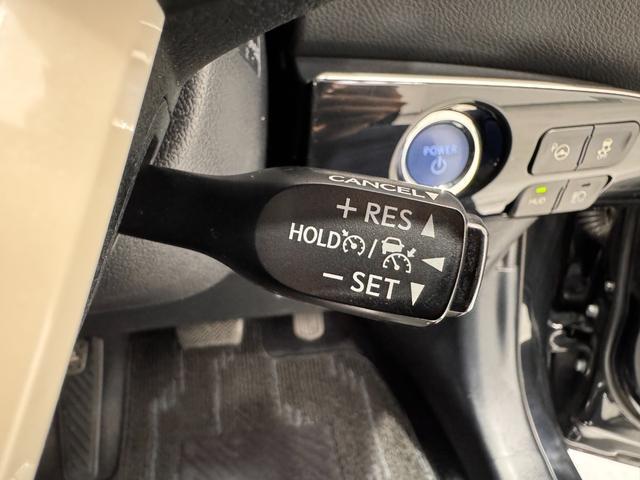 POWER
CANCEL
+ RES
HOLD /
− SET
HUD